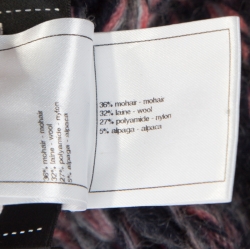 36% mohair - mohair
32% laine - wool
27% polyamide - nylon
5% alpaga - alpaca
36% mohair - mohair
32% laine - wool
27% polyamide - nylon
5% alpaga - alpaca